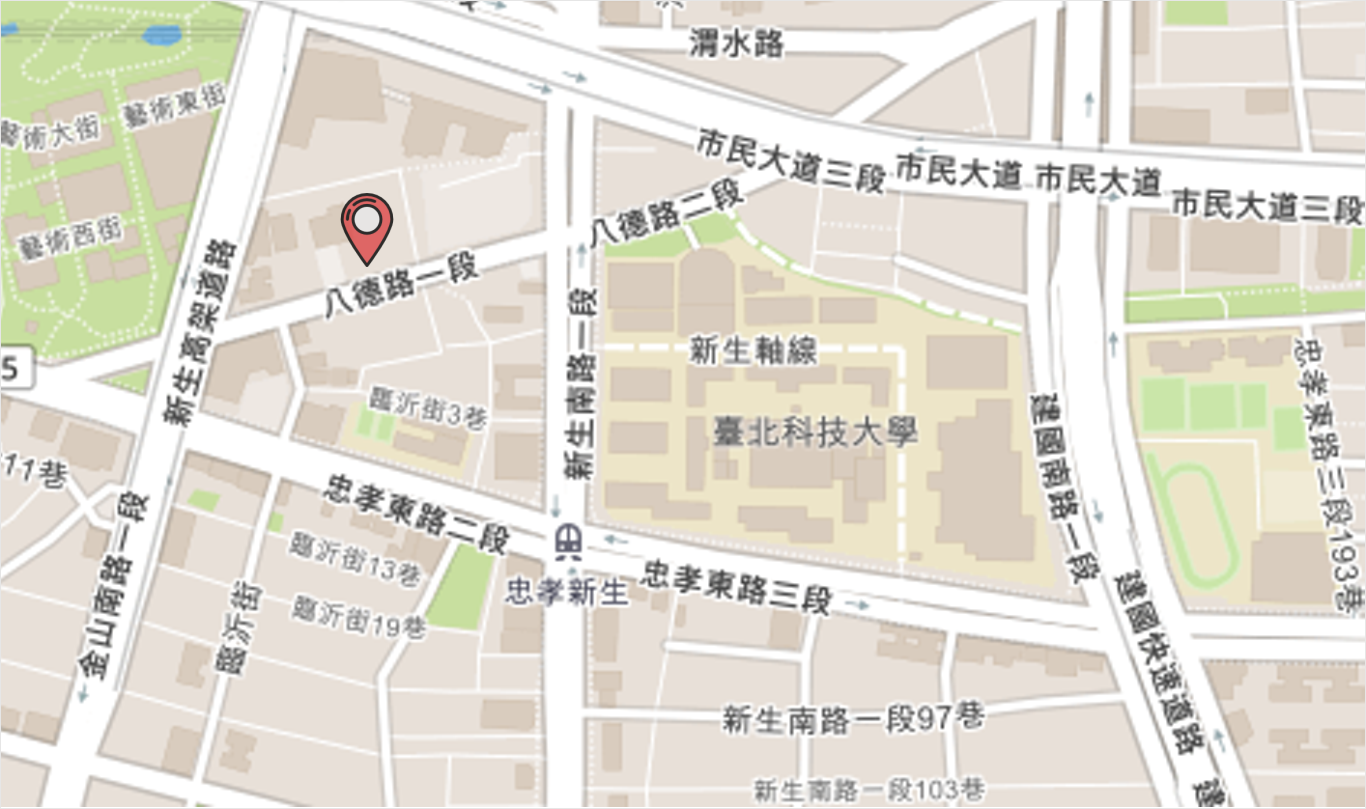 渭水路
藝術東街
藝術大街
市民大道三段
市民大道
市民大道
市民大道三段
八德路二段
藝術西街
八德路一段
新生高架道路
新生南路一段
新生軸線
5
臨沂街3巷
臺北科技大學
忠孝東路三段193巷
建國南路一段
11巷
忠孝東路二段
金山南路一段
臨沂街13巷
忠孝新生
忠孝東路三段
臨沂街
臨沂街19巷
建國快速道路
新生南路一段97巷
新生南路一段103巷
建